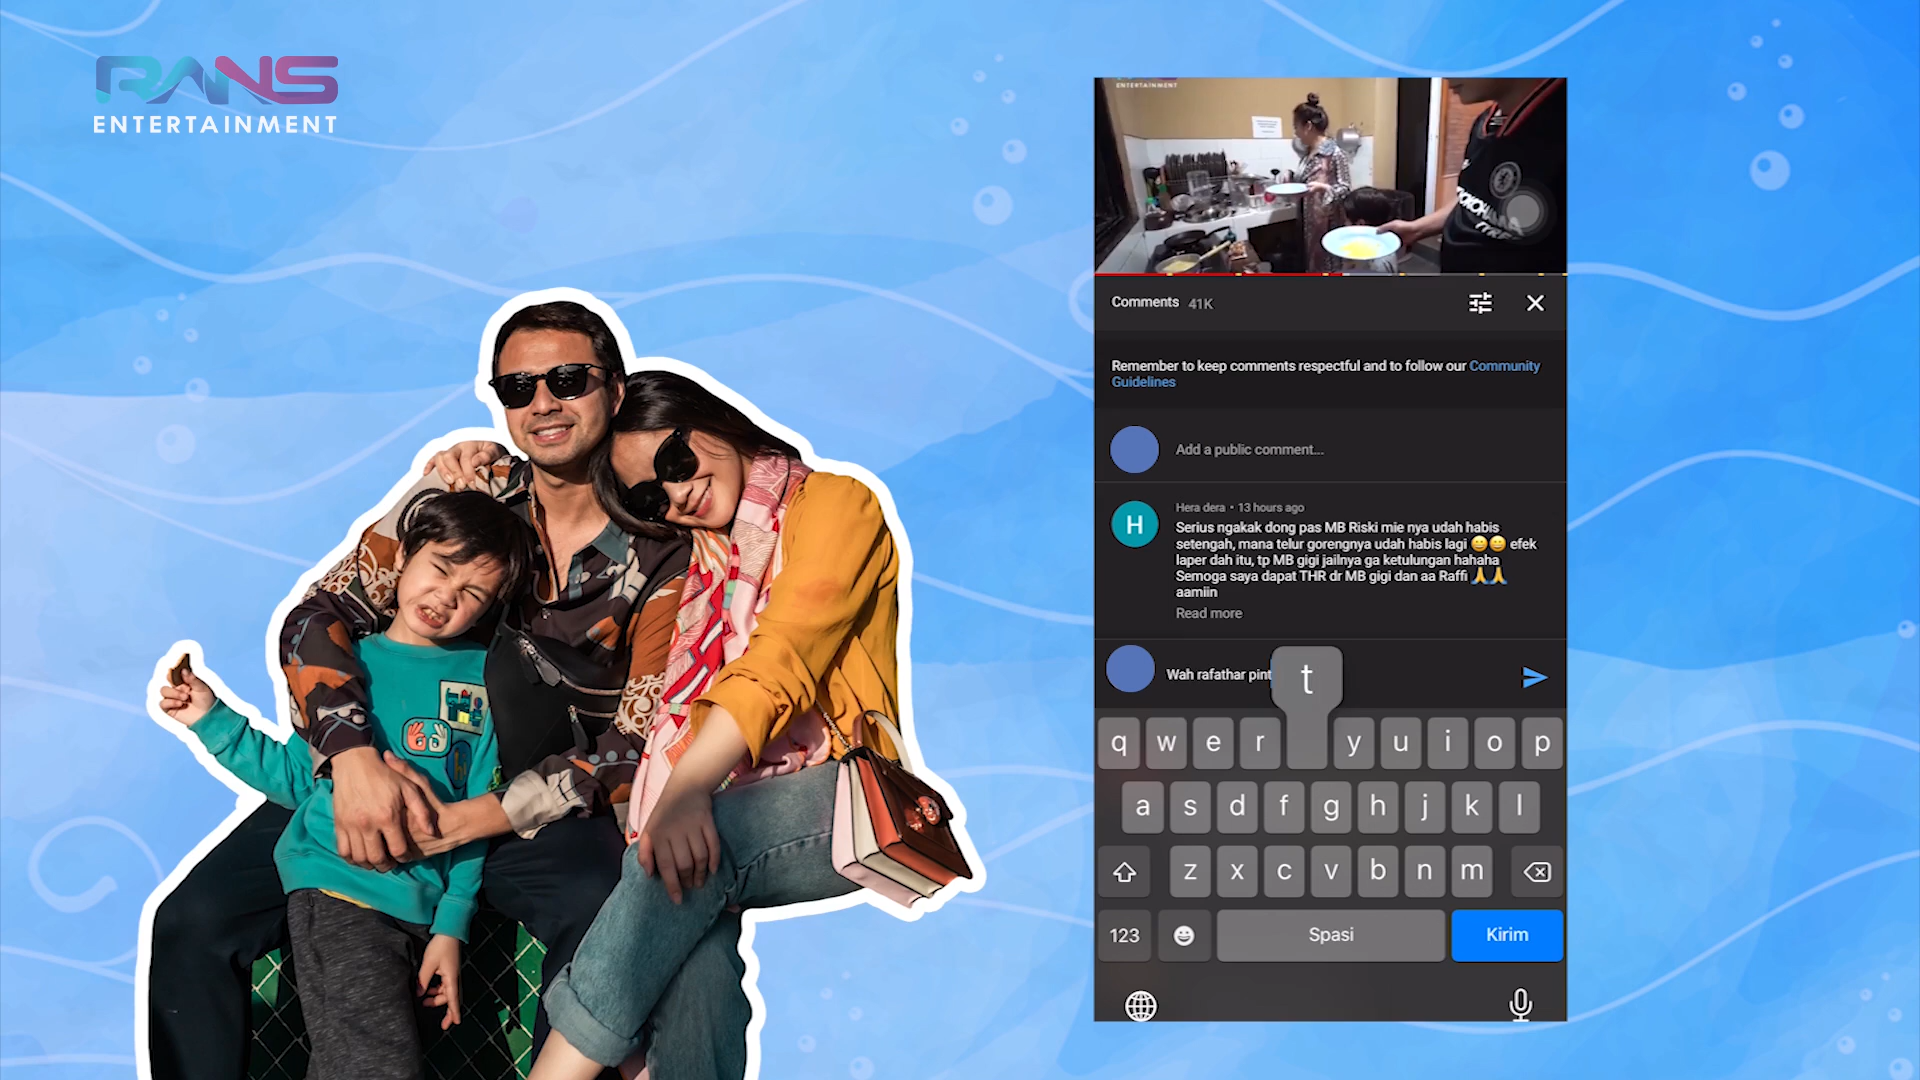 RANS
ENTERTAINMENT
ENTERTAINMENT
Comments 41K
Remember to keep comments respectful and to follow our Community
Guidelines
Add a public comment...
H
Hera dera • 13 hours ago
Serius ngakak dong pas MB Riski mie nya udah habis
setengah, mana telur gorengnya udah habis lagi 😄😄 efek
laper dah itu, tp MB gigi jailnya ga ketulungan hahaha
Semoga saya dapat THR dr MB gigi dan aa Raffi 🙏🙏
aamiin
Read more
Wah rafathar pint
t
q w e r y u i o p
a s d f g h j k l
z x c v b n m
123 Spasi Kirim